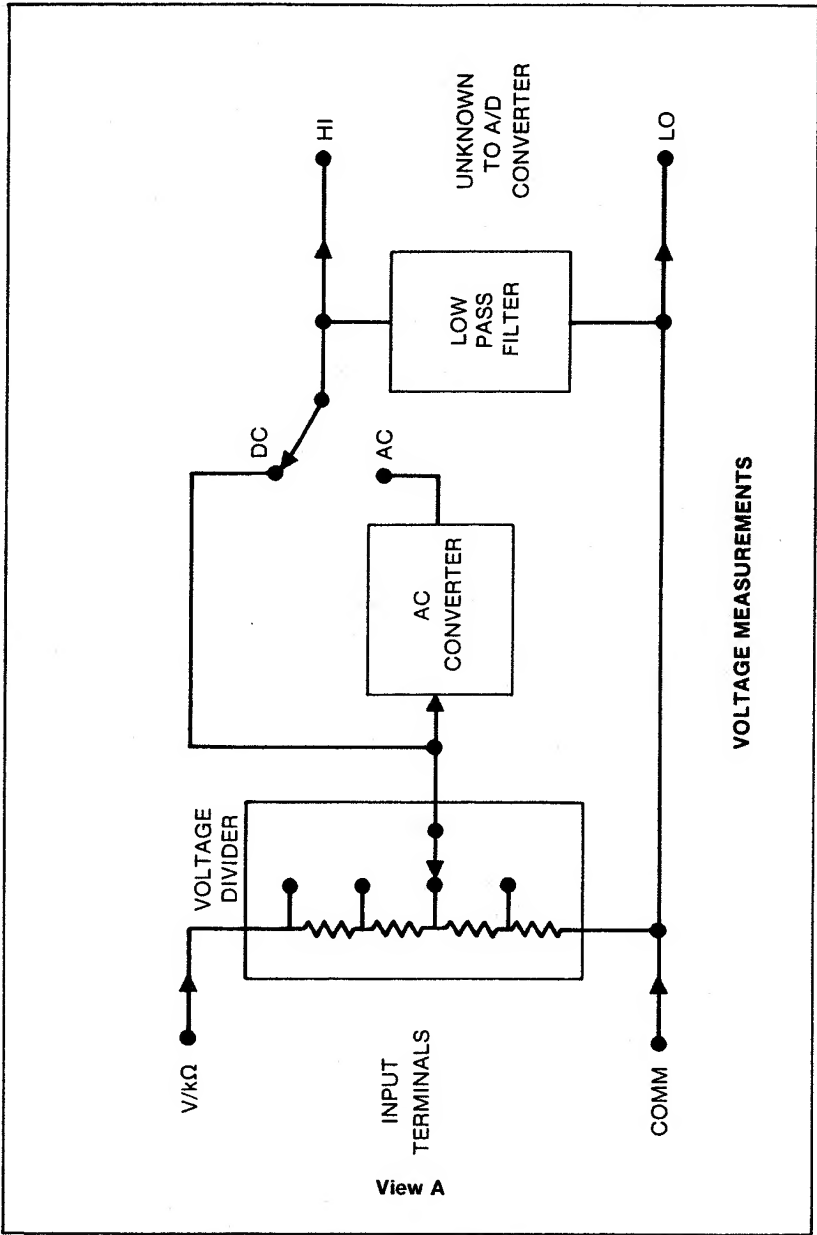 V/kΩ
VOLTAGE
DIVIDER
INPUT
TERMINALS
COMM
AC
CONVERTER
DC
AC
LOW
PASS
FILTER
HI
UNKNOWN
TO A/D
CONVERTER
LO
VOLTAGE MEASUREMENTS
View A